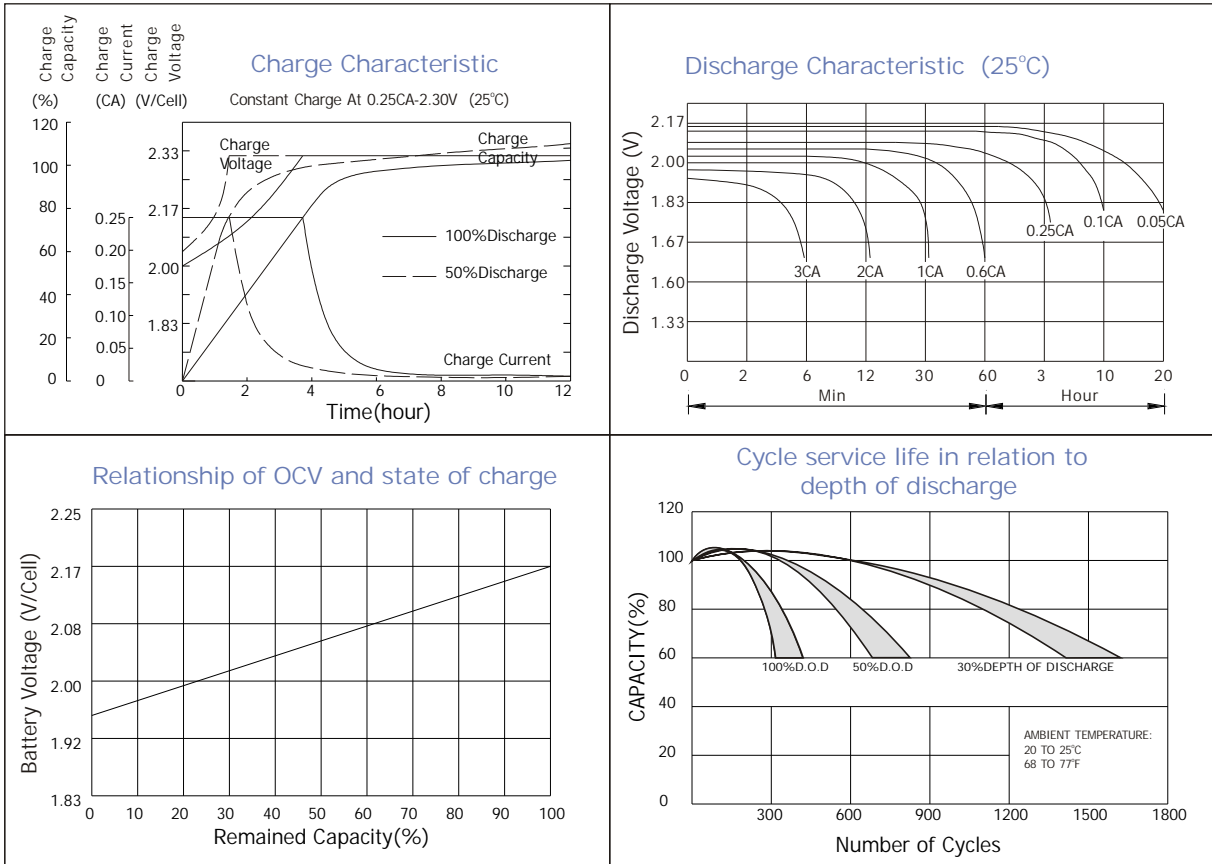 Charge Characteristic
Constant Charge At 0.25CA-2.30V (25°C)
Charge Capacity
Charge Current
Charge Voltage
(%) (CA) (V/Cell)
120
100
80
60
40
20
0
0.25
0.20
0.15
0.10
0.05
0
2.33
2.17
2.00
1.83
Charge Voltage
Charge Capacity
100%Discharge
50%Discharge
Charge Current
0 2 4 6 8 10 12
Time(hour)
Discharge Characteristic (25°C)
Discharge Voltage (V)
2.17
2.00
1.83
1.67
1.60
1.33
3CA 2CA 1CA 0.6CA 0.25CA 0.1CA 0.05CA
0 2 6 12 30 60 3 10 20
Min Hour
Relationship of OCV and state of charge
Battery Voltage (V/Cell)
2.25
2.17
2.08
2.00
1.92
1.83
0 10 20 30 40 50 60 70 80 90 100
Remained Capacity(%)
Cycle service life in relation to
depth of discharge
CAPACITY(%)
120
100
80
60
40
20
0
100%D.O.D 50%D.O.D 30%DEPTH OF DISCHARGE
AMBIENT TEMPERATURE:
20 TO 25°C
68 TO 77°F
300 600 900 1200 1500 1800
Number of Cycles